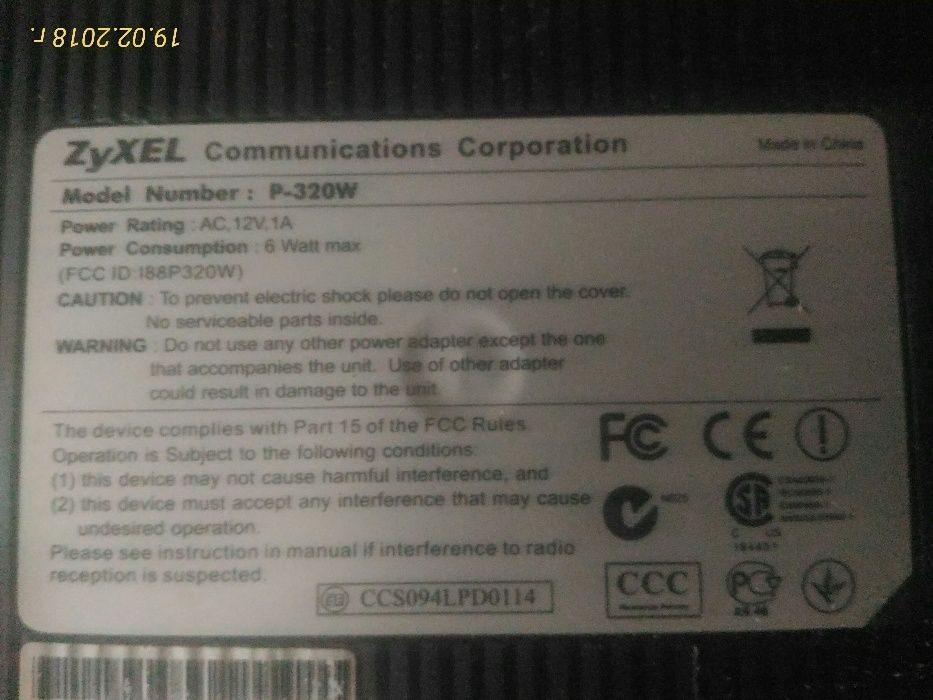 19.02.2018 г.
ZyXEL Communications Corporation
Made in China
Model Number : P-320W
Power Rating : AC,12V,1A
Power Consumption : 6 Watt max
(FCC ID:I88P320W)
CAUTION : To prevent electric shock please do not open the cover.
No serviceable parts inside.
WARNING : Do not use any other power adapter except the one
that accompanies the unit. Use of other adapter
could result in damage to the unit.
The device complies with Part 15 of the FCC Rules.
Operation is Subject to the following conditions:
(1) this device may not cause harmful interference, and
(2) this device must accept any interference that may cause
undesired operation.
Please see instruction in manual if interference to radio
reception is suspected.
FC CE
N826
SA
C US
CCS094LPD0114
CCC